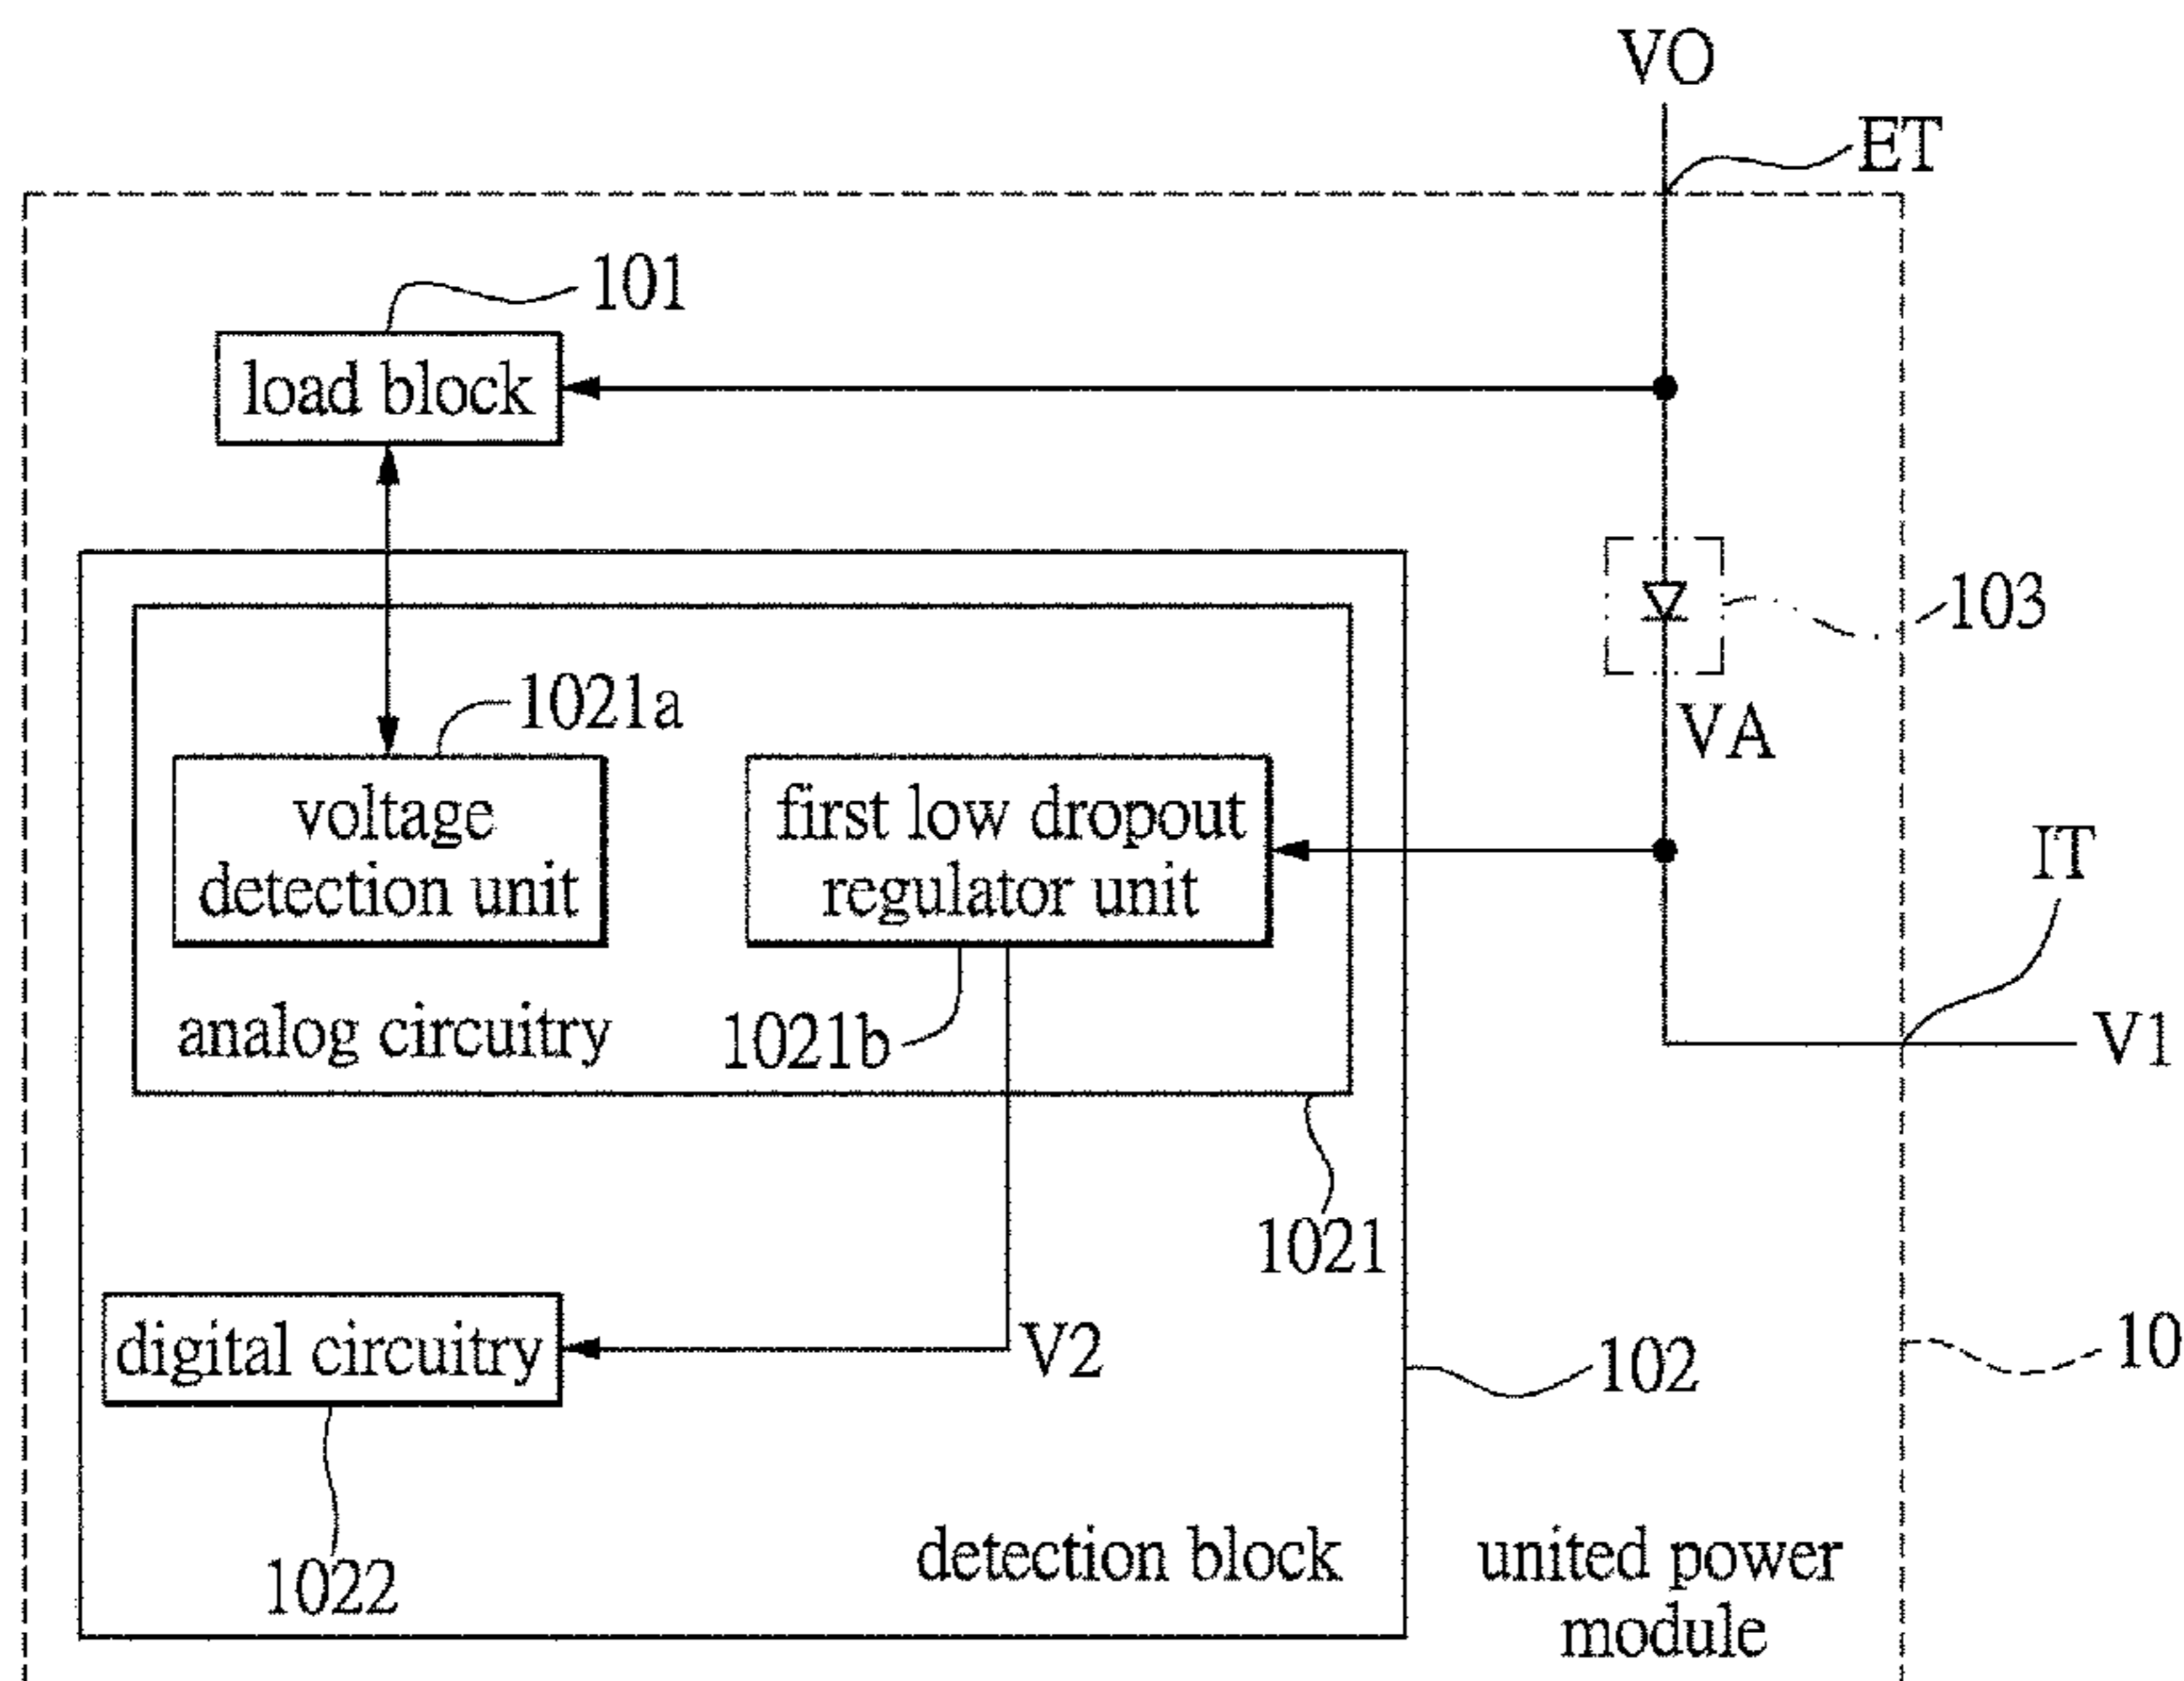 VO
ET
101
load block
103
1021a
VA
voltage
detection unit
first low dropout
regulator unit
IT
analog circuitry
1021b
V1
1021
digital circuitry
V2
102
10
detection block
united power
module
1022